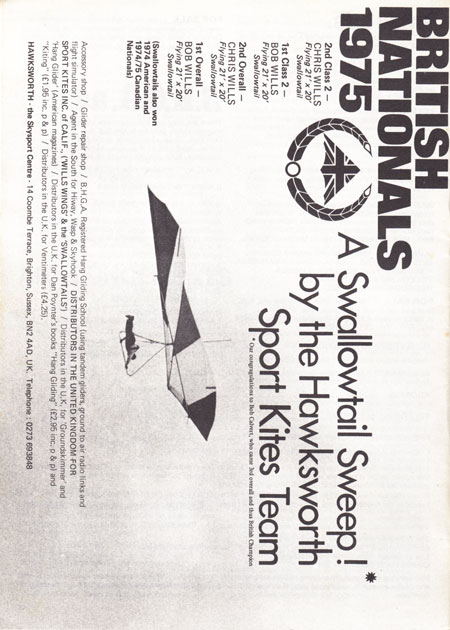 BRITISH
NATIONALS
1975
A Swallowtail Sweep!*
by the Hawksworth
Sport Kites Team
*Our congratulations to Bob Calvert, who came 3rd overall and thus British Champion
2nd Class 2 –
CHRIS WILLS
Flying 21' x 20'
Swallowtail
1st Class 2 –
BOB WILLS
Flying 21' x 20'
Swallowtail
2nd Overall –
CHRIS WILLS
Flying 21' x 20'
Swallowtail
1st Overall –
BOB WILLS
Flying 21' x 20'
Swallowtail
(Swallowtails also won
1974 American and
1974/75 Canadian
Nationals)
Accessory shop / Glider repair shop / B.H.G.A. Registered Hang Gliding School (using tandem gliders, ground to air radio links and
flight simulator) / Agent in the South for Hiway, Wasp & Skyhook / DISTRIBUTORS IN THE UNITED KINGDOM FOR
SPORT KITES INC. of CALIF., ('WILLS WINGS' & the 'SWALLOWTAILS') / Distributors in the U.K. for 'Groundskimmer' and
'Hang Glider' (American magazines) / Distributors in the U.K. for Dan Poynter's books "Hang Gliding" (£2.95 inc. p & p) and
"Kiting" (£1.95 inc. p & p) / Distributors in the U.K. for Ventimeters (£4.25).
HAWKSWORTH - the Skysport Centre - 14 Coombe Terrace, Brighton, Sussex, BN2 4AD, UK, Telephone : 0273 693848